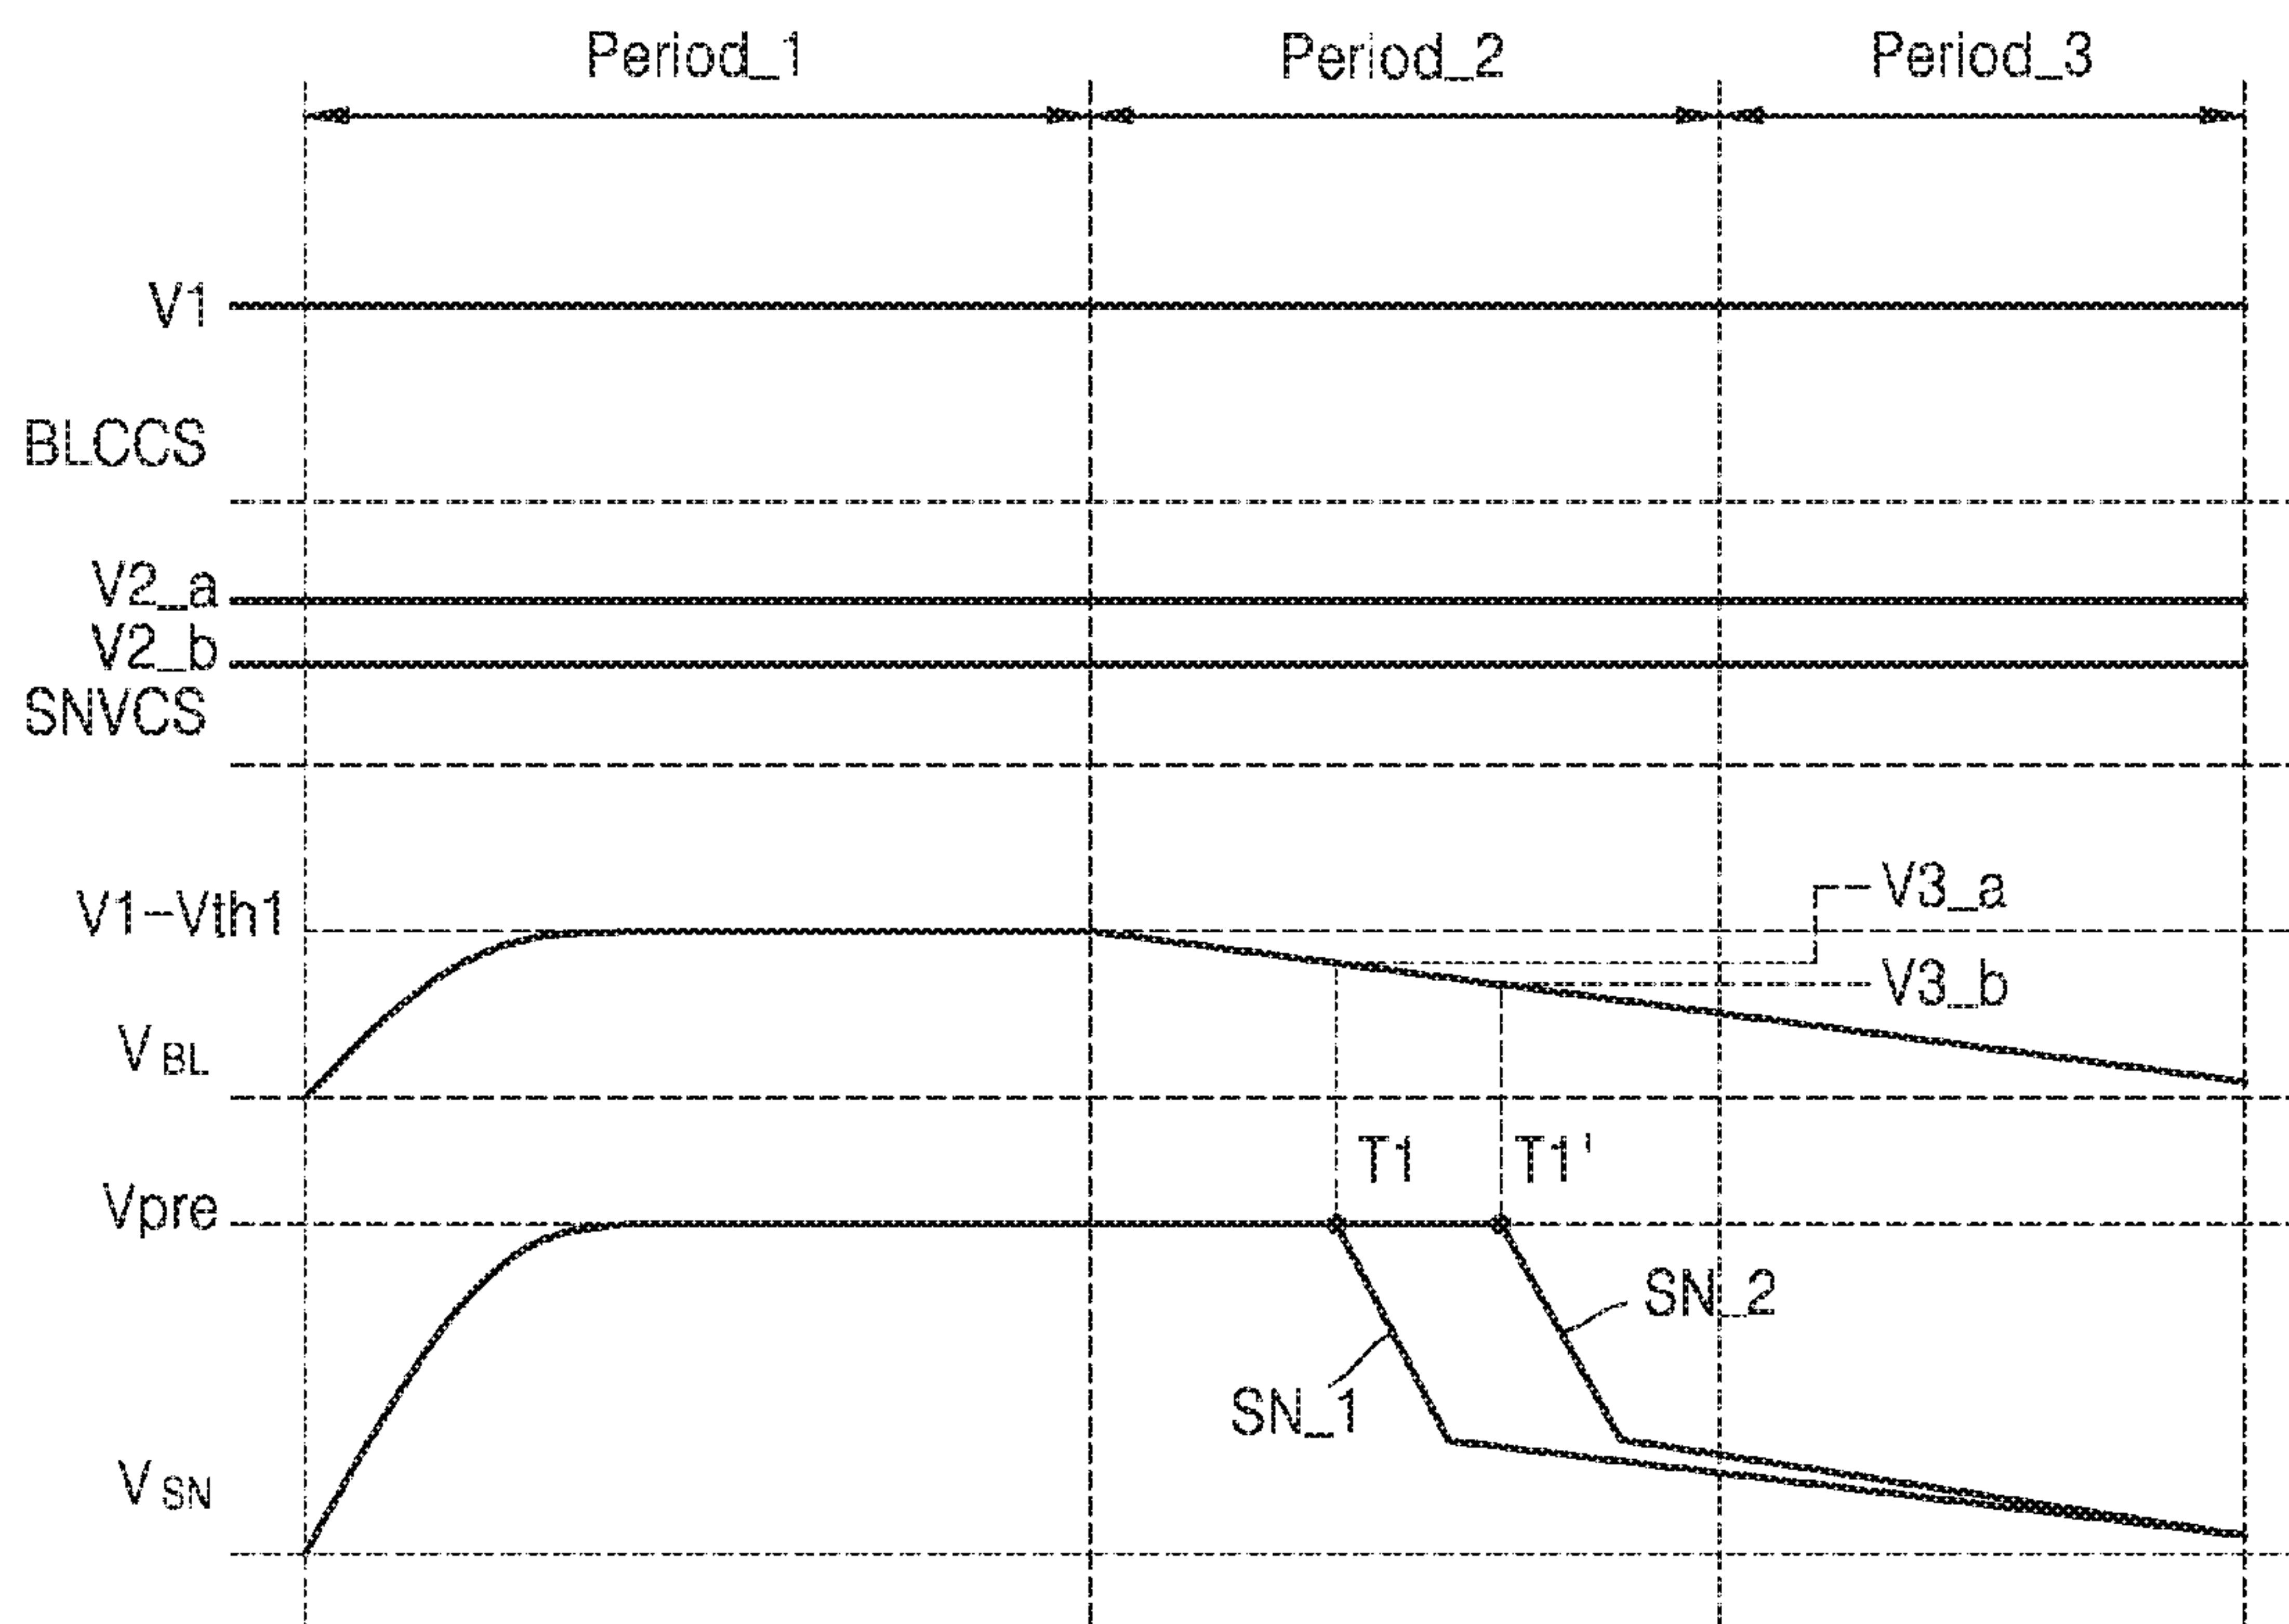 Period_1 Period_2 Period_3
V1
BLCCS
V2_a
V2_b
SNVCS
V1-Vth1
V3_a
V3_b
VBL
T1 T1'
Vpre
SN_2
SN_1
VSN